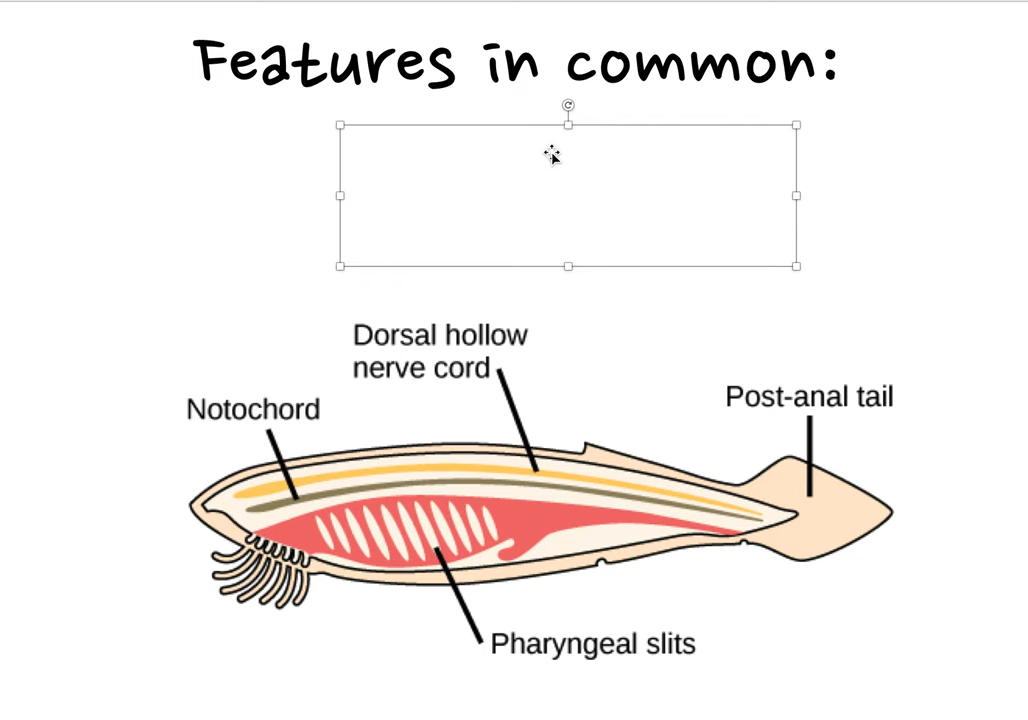 Features in common:
Dorsal hollow
nerve cord
Post-anal tail
Notochord
Pharyngeal slits